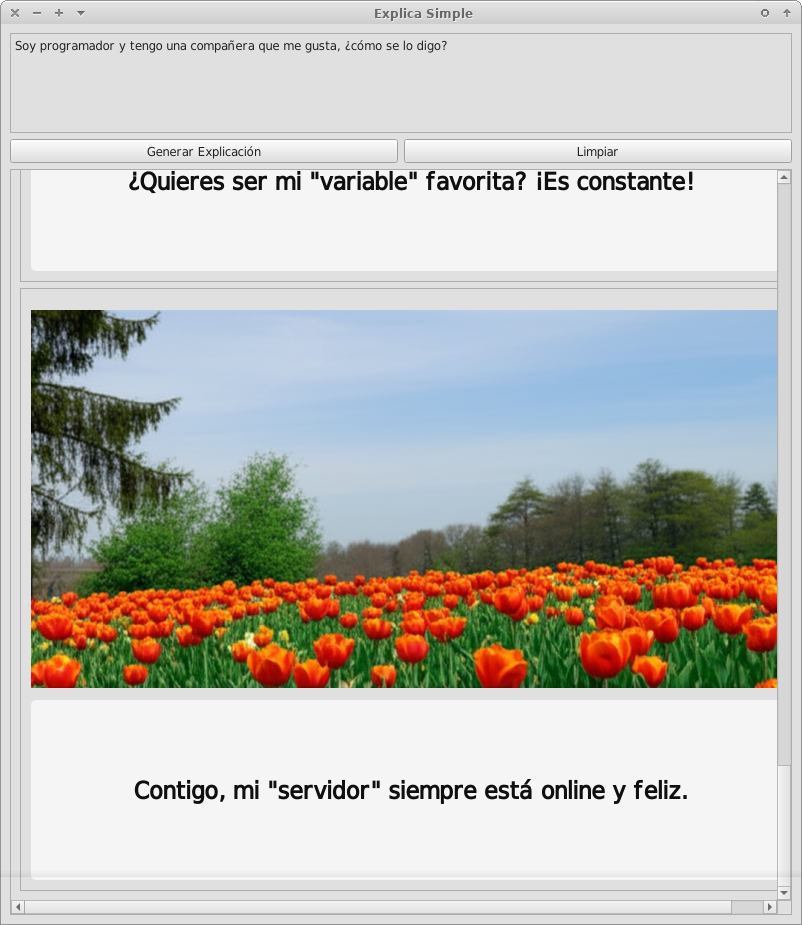 Explica Simple
Soy programador y tengo una compañera que me gusta, ¿cómo se lo digo?
Generar Explicación
Limpiar
¿Quieres ser mi "variable" favorita? ¡Es constante!
Contigo, mi "servidor" siempre está online y feliz.